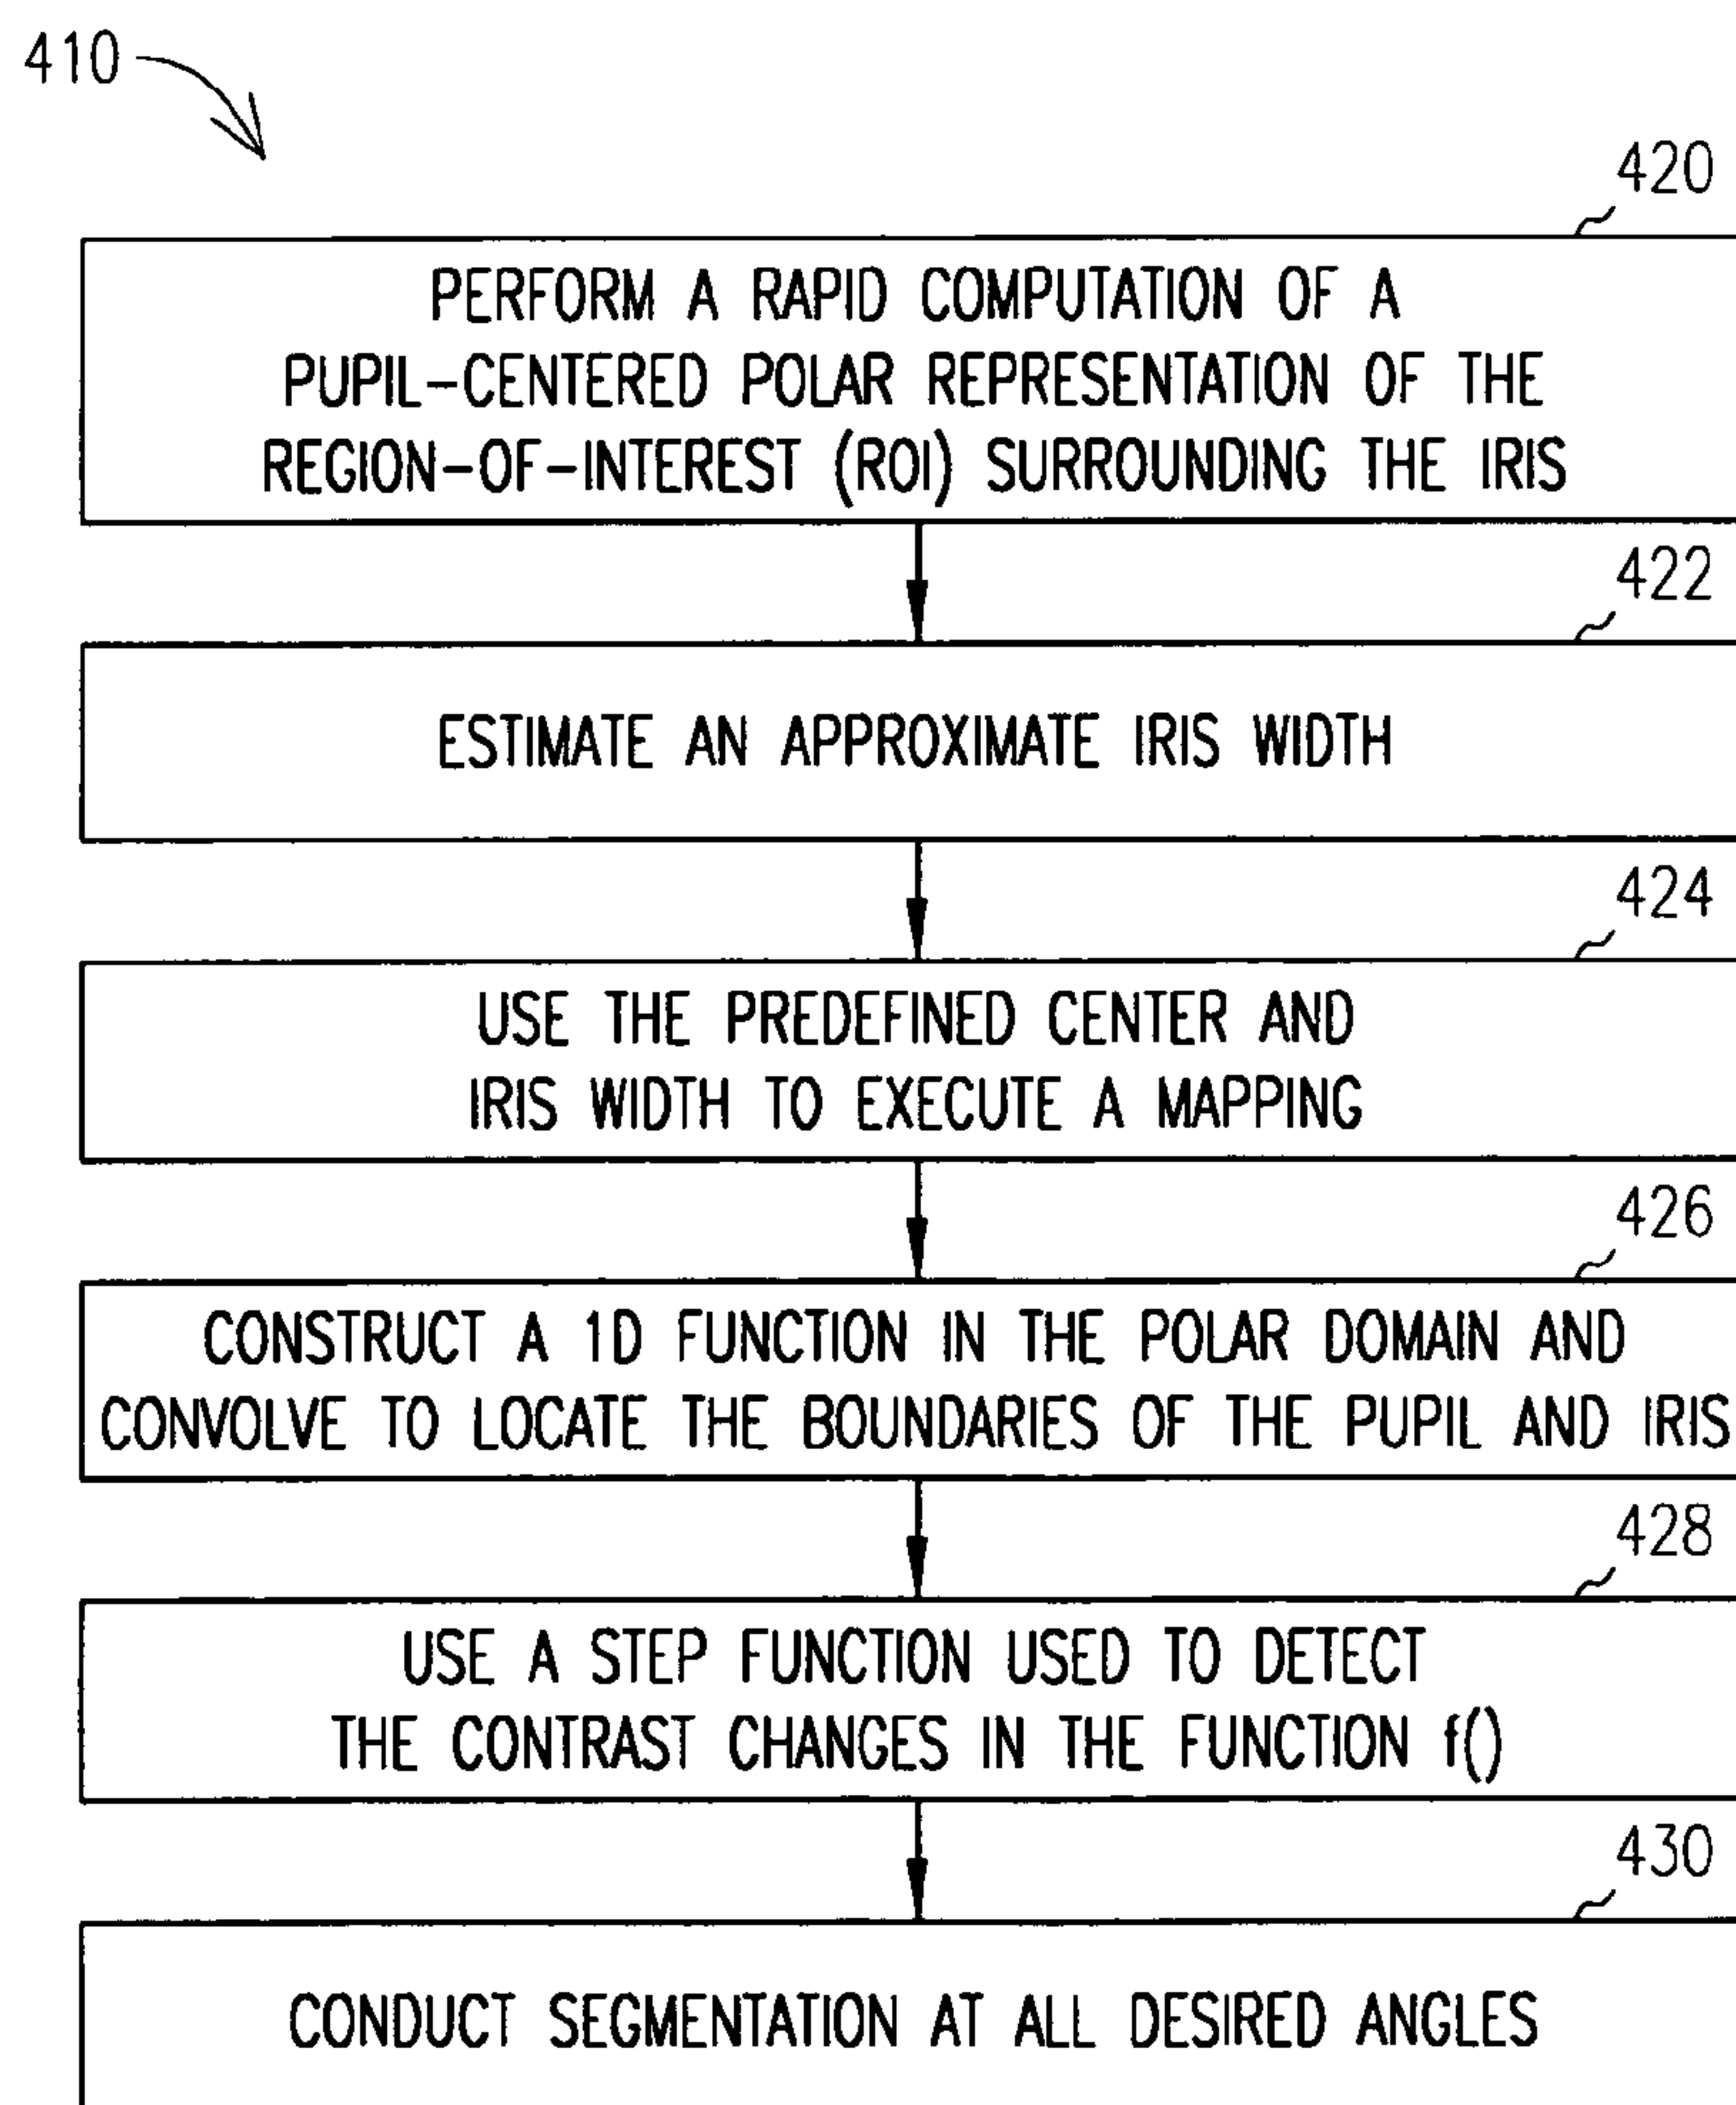 410
420
PERFORM A RAPID COMPUTATION OF A
PUPIL-CENTERED POLAR REPRESENTATION OF THE
REGION-OF-INTEREST (ROI) SURROUNDING THE IRIS
422
ESTIMATE AN APPROXIMATE IRIS WIDTH
424
USE THE PREDEFINED CENTER AND
IRIS WIDTH TO EXECUTE A MAPPING
426
CONSTRUCT A 1D FUNCTION IN THE POLAR DOMAIN AND
CONVOLVE TO LOCATE THE BOUNDARIES OF THE PUPIL AND IRIS
428
USE A STEP FUNCTION USED TO DETECT
THE CONTRAST CHANGES IN THE FUNCTION f()
430
CONDUCT SEGMENTATION AT ALL DESIRED ANGLES